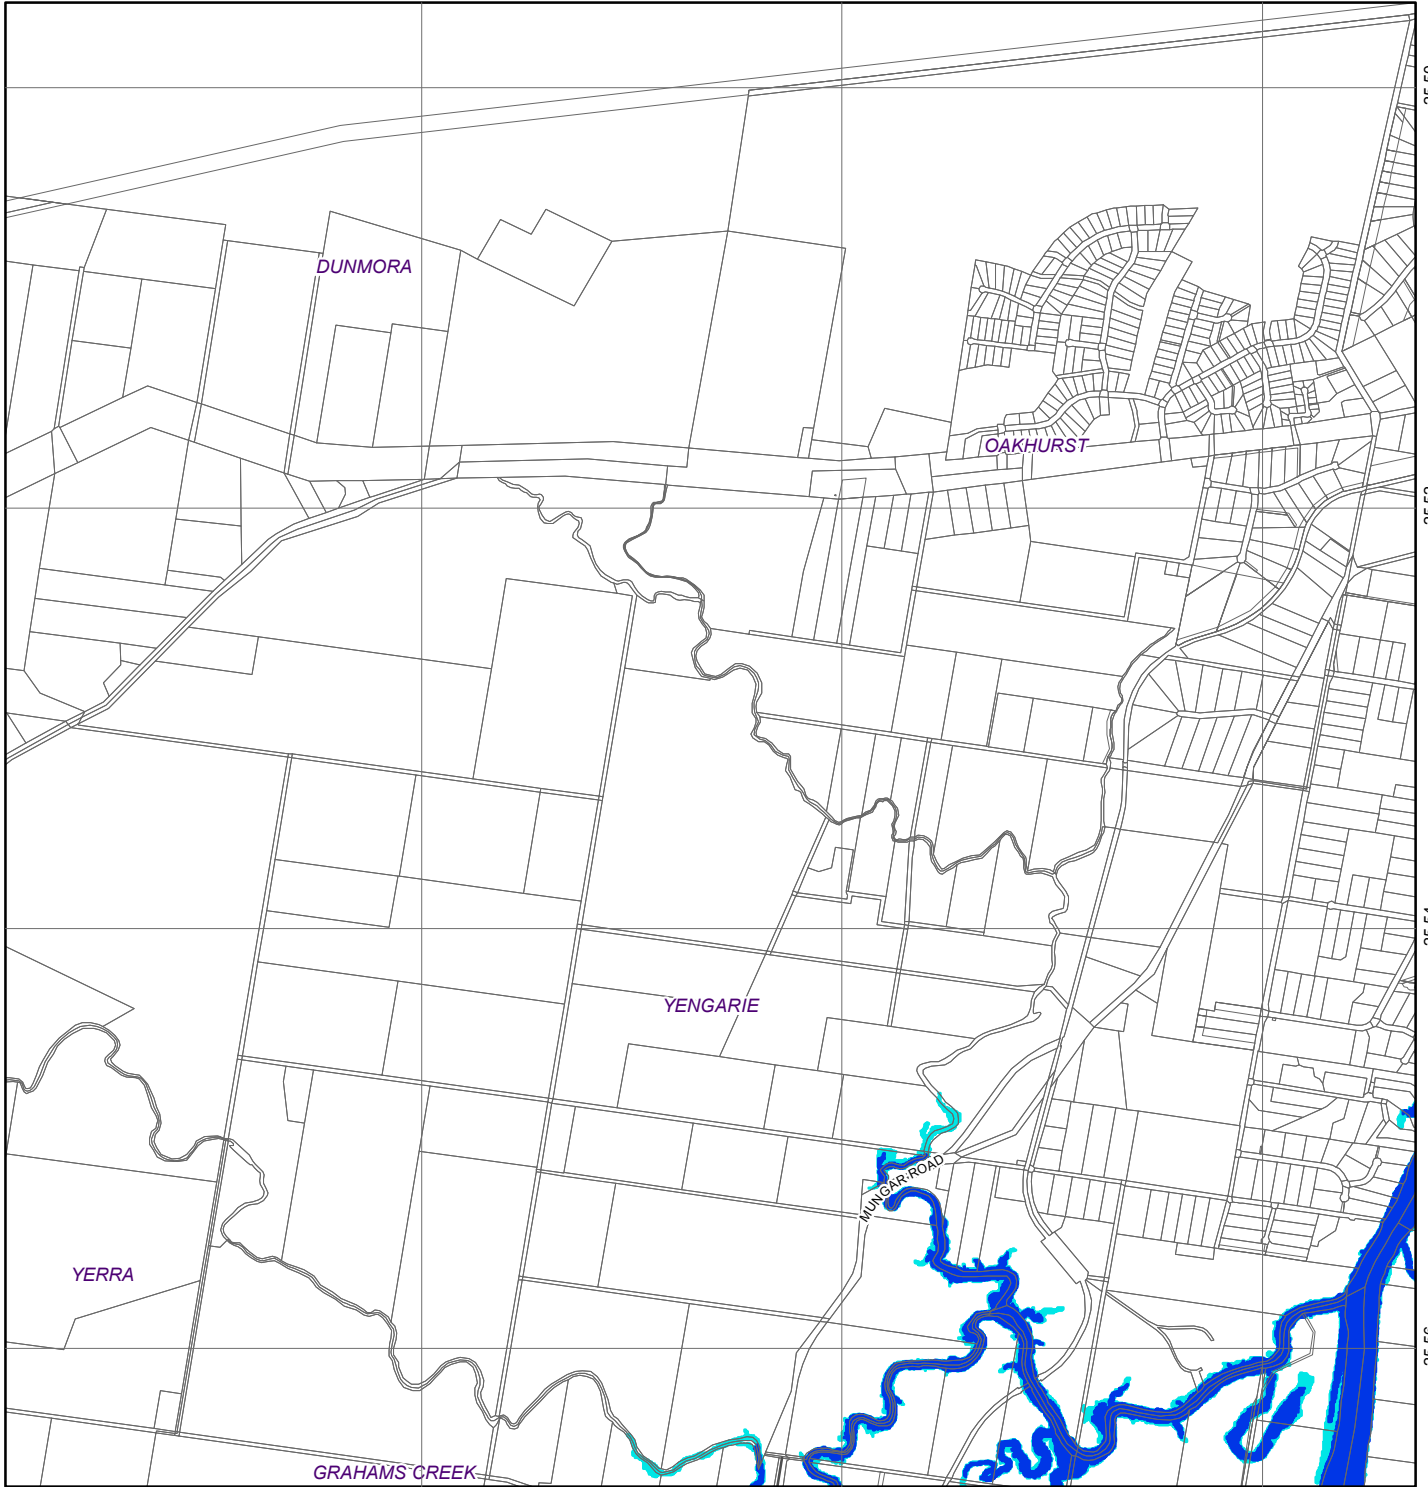 DUNMORA
OAKHURST
YENGARIE
MUNGAR ROAD
YERRA
GRAHAMS CREEK